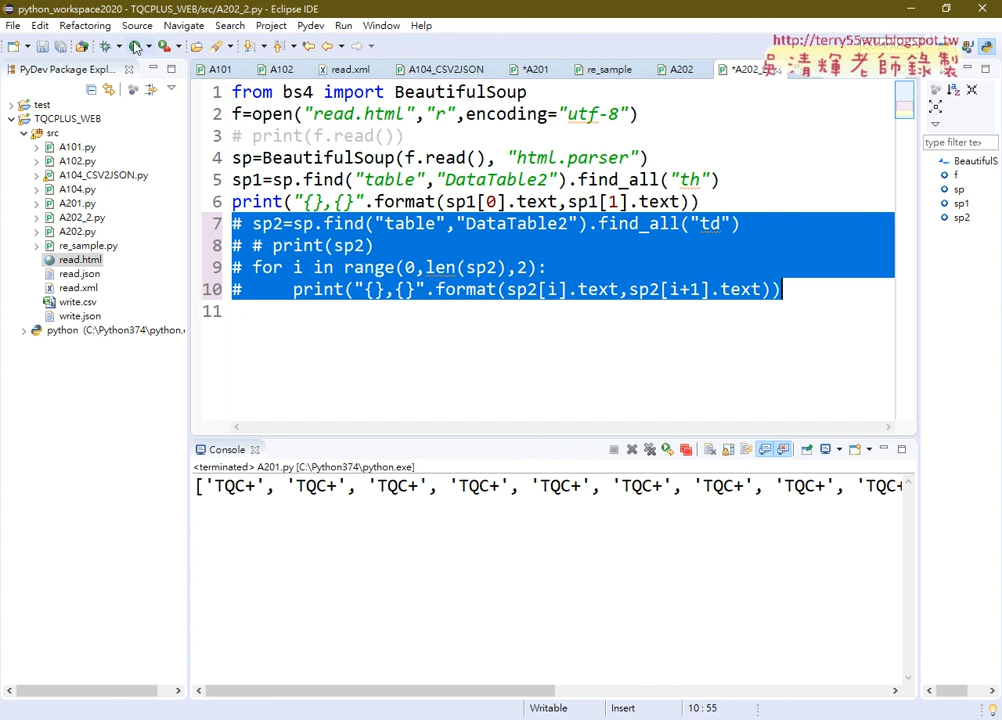 python_workspace2020 - TQCPLUS_WEB/src/A202_2.py - Eclipse IDE
File Edit Refactoring Source Navigate Search Project Pydev Run Window Help
http://terry55wu.blogspot.tw
吳清輝老師錄製
PyDev Package Expl...
A101 A102 read.xml A104_CSV2JSON *A201 re_sample A202 *A202_2
test
TQCPLUS_WEB
src
A101.py
A102.py
A104_CSV2JSON.py
A104.py
A201.py
A202_2.py
A202.py
re_sample.py
read.html
read.json
read.xml
write.csv
write.json
python (C:\Python374\python.e
1 from bs4 import BeautifulSoup
2 f=open("read.html","r",encoding="utf-8")
3 # print(f.read())
4 sp=BeautifulSoup(f.read(), "html.parser")
5 sp1=sp.find("table","DataTable2").find_all("th")
6 print("{},{}".format(sp1[0].text,sp1[1].text))
7 # sp2=sp.find("table","DataTable2").find_all("td")
8 # # print(sp2)
9 # for i in range(0,len(sp2),2):
10 #     print("{},{}".format(sp2[i].text,sp2[i+1].text))
11
type filter te
BeautifulS
f
sp
sp1
sp2
Console
<terminated> A201.py [C:\Python374\python.exe]
['TQC+', 'TQC+', 'TQC+', 'TQC+', 'TQC+', 'TQC+', 'TQC+', 'TQC+', 'TQC+
Writable Insert 10 : 55